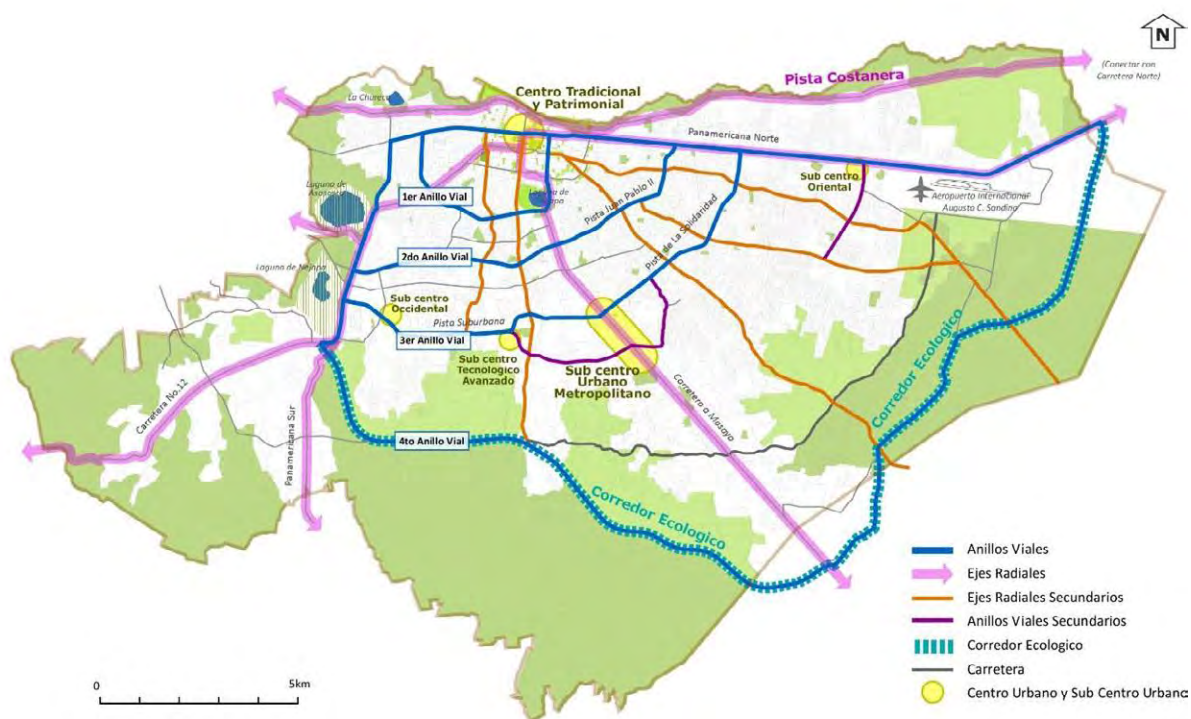 N
(Conectar con
Carretera Norte)
Pista Costanera
La Chureca
Centro Tradicional
y Patrimonial
Panamericana Norte
Sub centro
Oriental
Aeropuerto Internacional
Augusto C. Sandino
Laguna de
1er Anillo Vial
Laguna de
Pista Juan Pablo II
Pista de La Solidaridad
2do Anillo Vial
Laguna de Nejapa
Sub centro
Occidental
Pista Suburbana
3er Anillo Vial
Sub centro
Tecnologico
Avanzado
Sub centro
Urbano
Metropolitano
Carretero a Masaya
Corredor Ecologico
Carretera No.12
Panamericana Sur
4to Anillo Vial
Corredor Ecologico
Anillos Viales
Ejes Radiales
Ejes Radiales Secundarios
Anillos Viales Secundarios
Corredor Ecologico
Carretera
Centro Urbano y Sub Centro Urbano
0
5km